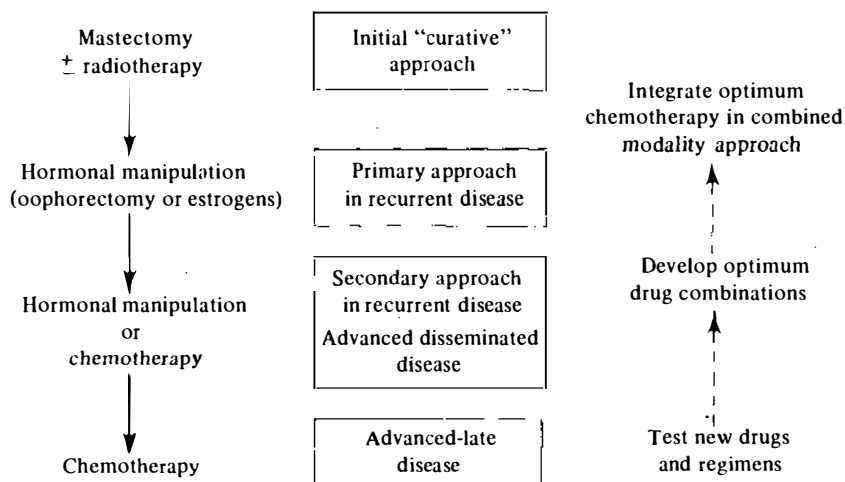 Mastectomy
± radiotherapy
Hormonal manipulation
(oophorectomy or estrogens)
Hormonal manipulation
or
chemotherapy
Chemotherapy
Initial “curative”
approach
Primary approach
in recurrent disease
Secondary approach
in recurrent disease
Advanced disseminated
disease
Advanced-late
disease
Integrate optimum
chemotherapy in combined
modality approach
Develop optimum
drug combinations
Test new drugs
and regimens